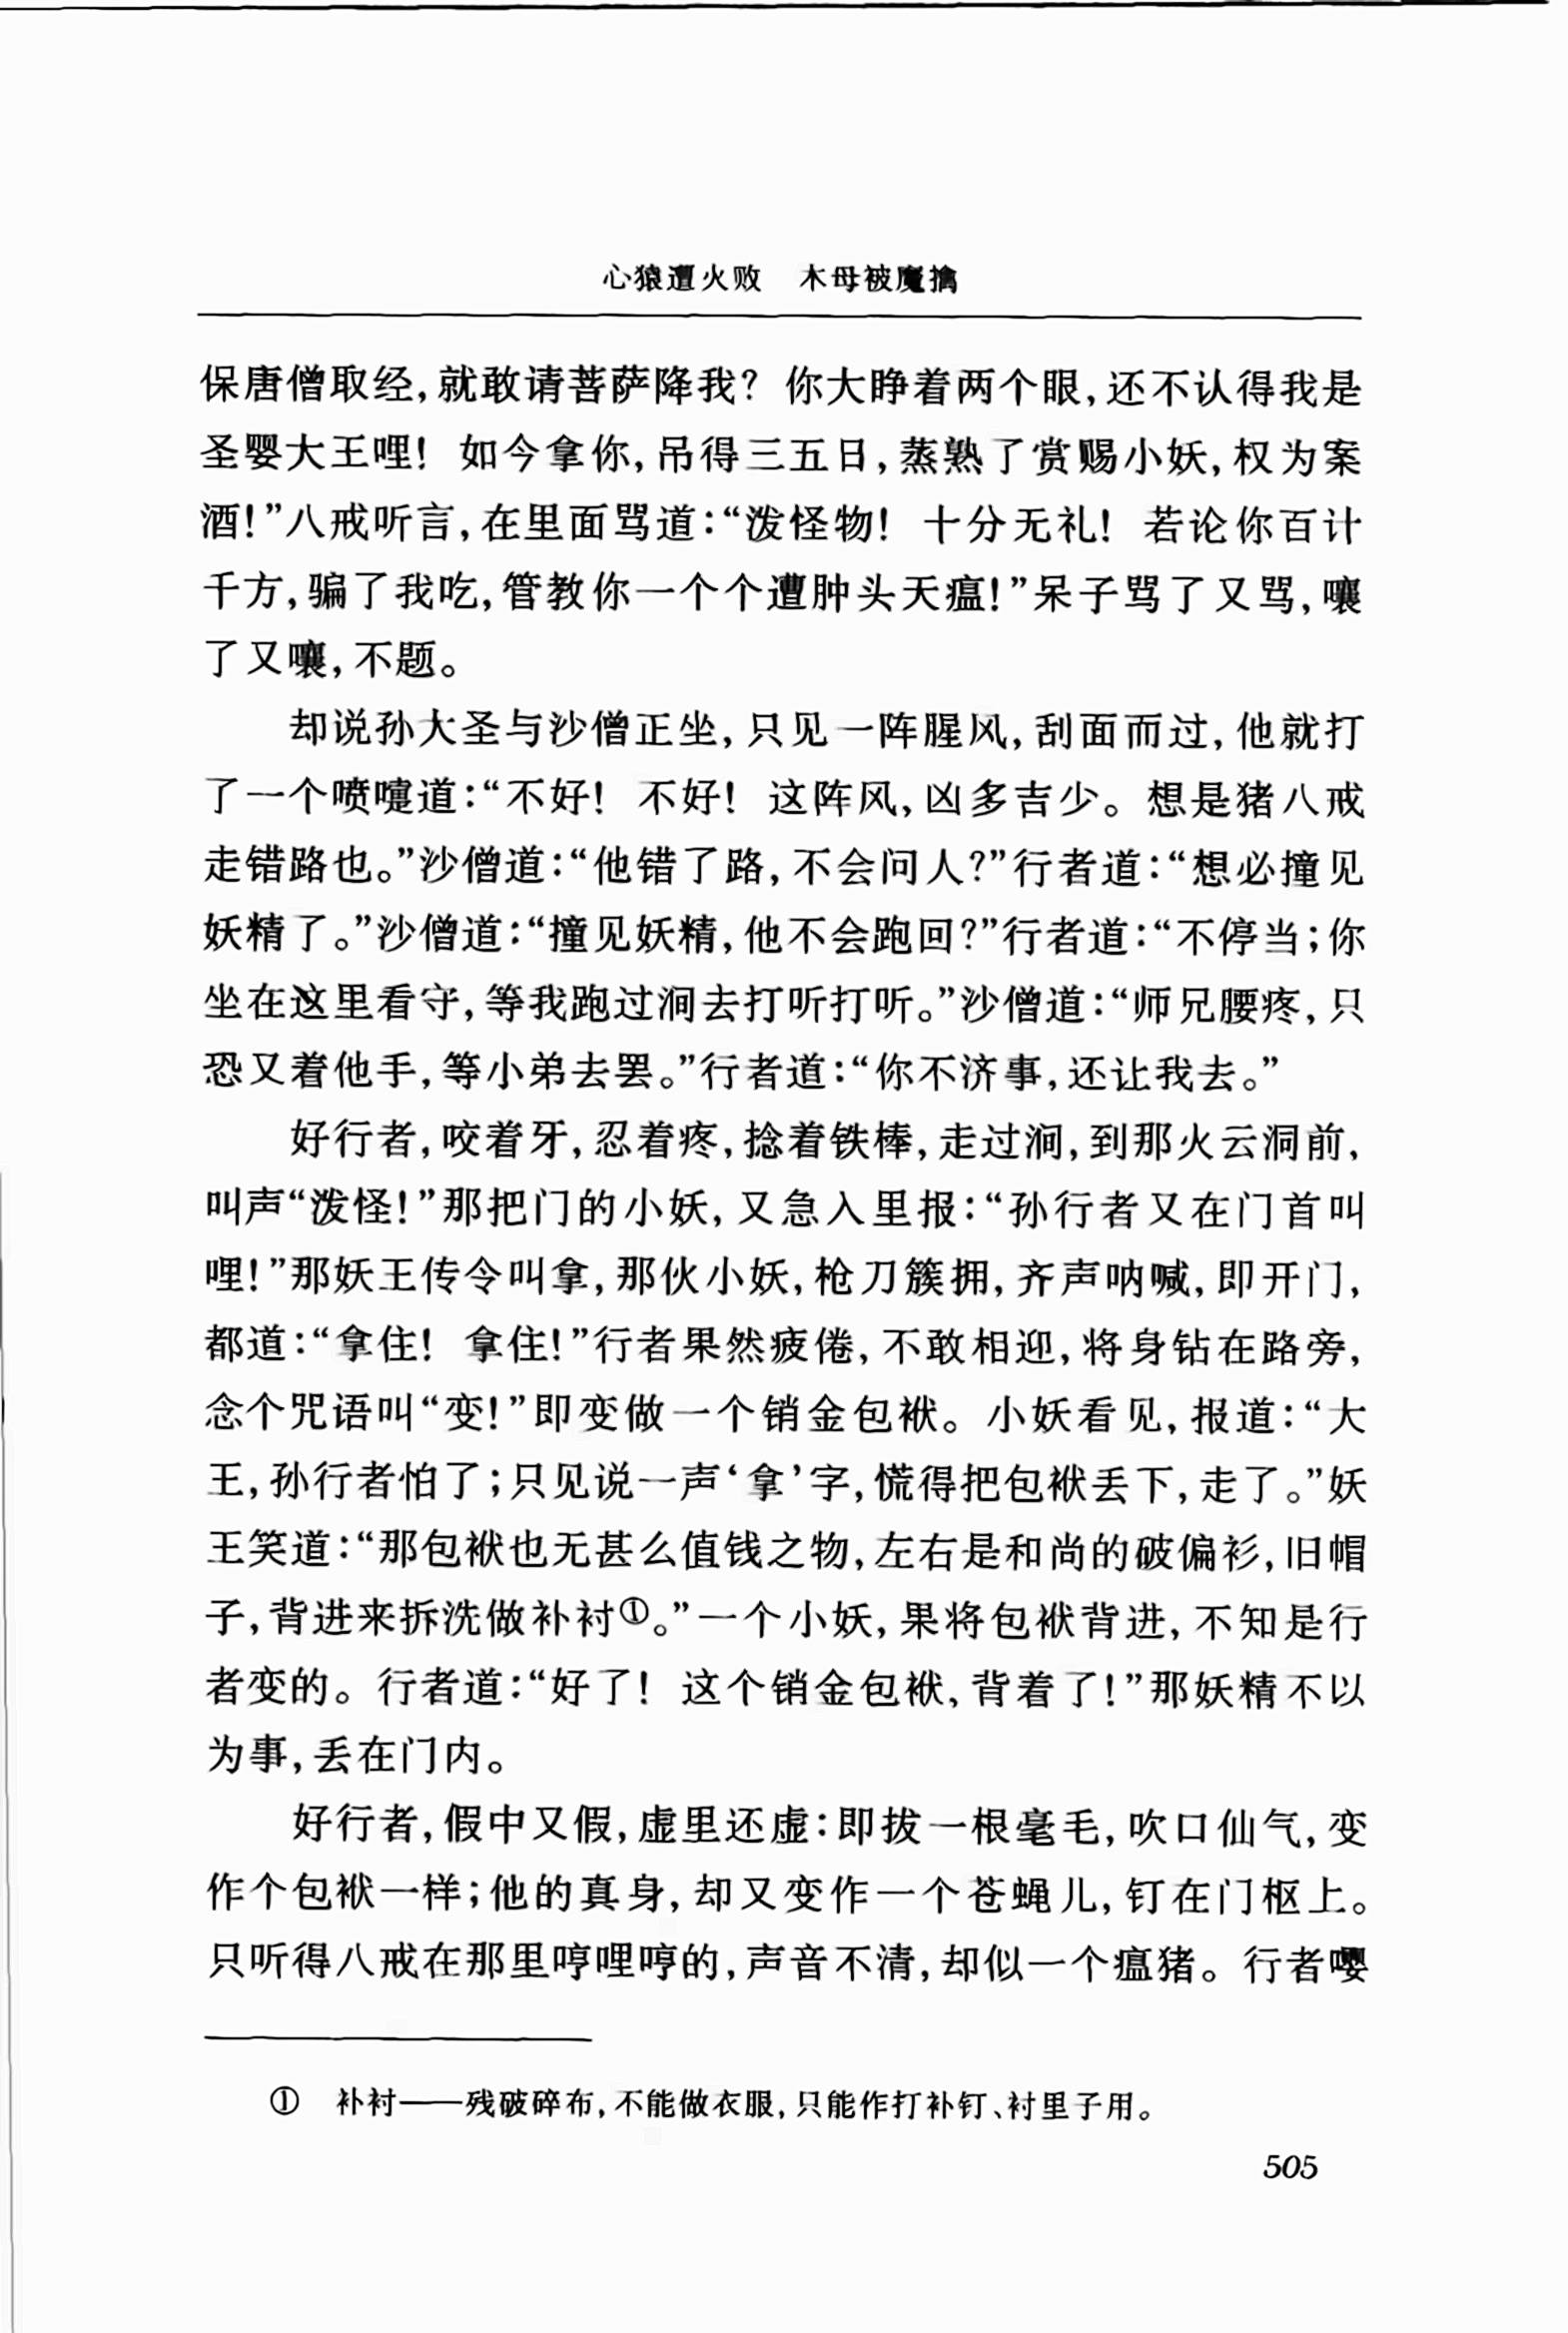 心猿遭火败　木母被魔擒
保唐僧取经，就敢请菩萨降我？你大睁着两个眼，还不认得我是
圣婴大王哩！如今拿你，吊得三五日，蒸熟了赏赐小妖，权为案
酒！”八戒听言，在里面骂道：“泼怪物！十分无礼！若论你百计
千方，骗了我吃，管教你一个个遭肿头天瘟！”呆子骂了又骂，嚷
了又嚷，不题。
却说孙大圣与沙僧正坐，只见一阵腥风，刮面而过，他就打
了一个喷嚏道：“不好！不好！这阵风，凶多吉少。想是猪八戒
走错路也。”沙僧道：“他错了路，不会问人？”行者道：“想必撞见
妖精了。”沙僧道：“撞见妖精，他不会跑回？”行者道：“不停当；你
坐在这里看守，等我跑过涧去打听打听。”沙僧道：“师兄腰疼，只
恐又着他手，等小弟去罢。”行者道：“你不济事，还让我去。”
好行者，咬着牙，忍着疼，捻着铁棒，走过涧，到那火云洞前，
叫声“泼怪！”那把门的小妖，又急入里报：“孙行者又在门首叫
哩！”那妖王传令叫拿，那伙小妖，枪刀簇拥，齐声呐喊，即开门，
都道：“拿住！拿住！”行者果然疲倦，不敢相迎，将身钻在路旁，
念个咒语叫“变！”即变做一个销金包袱。小妖看见，报道：“大
王，孙行者怕了；只见说一声‘拿’字，慌得把包袱丢下，走了。”妖
王笑道：“那包袱也无甚么值钱之物，左右是和尚的破偏衫，旧帽
子，背进来拆洗做补衬①。”一个小妖，果将包袱背进，不知是行
者变的。行者道：“好了！这个销金包袱，背着了！”那妖精不以
为事，丢在门内。
好行者，假中又假，虚里还虚：即拔一根毫毛，吹口仙气，变
作个包袱一样；他的真身，却又变作一个苍蝇儿，钉在门枢上。
只听得八戒在那里哼哩哼的，声音不清，却似一个瘟猪。行者嘤
①　补衬——残破碎布，不能做衣服，只能作打补钉、衬里子用。
505